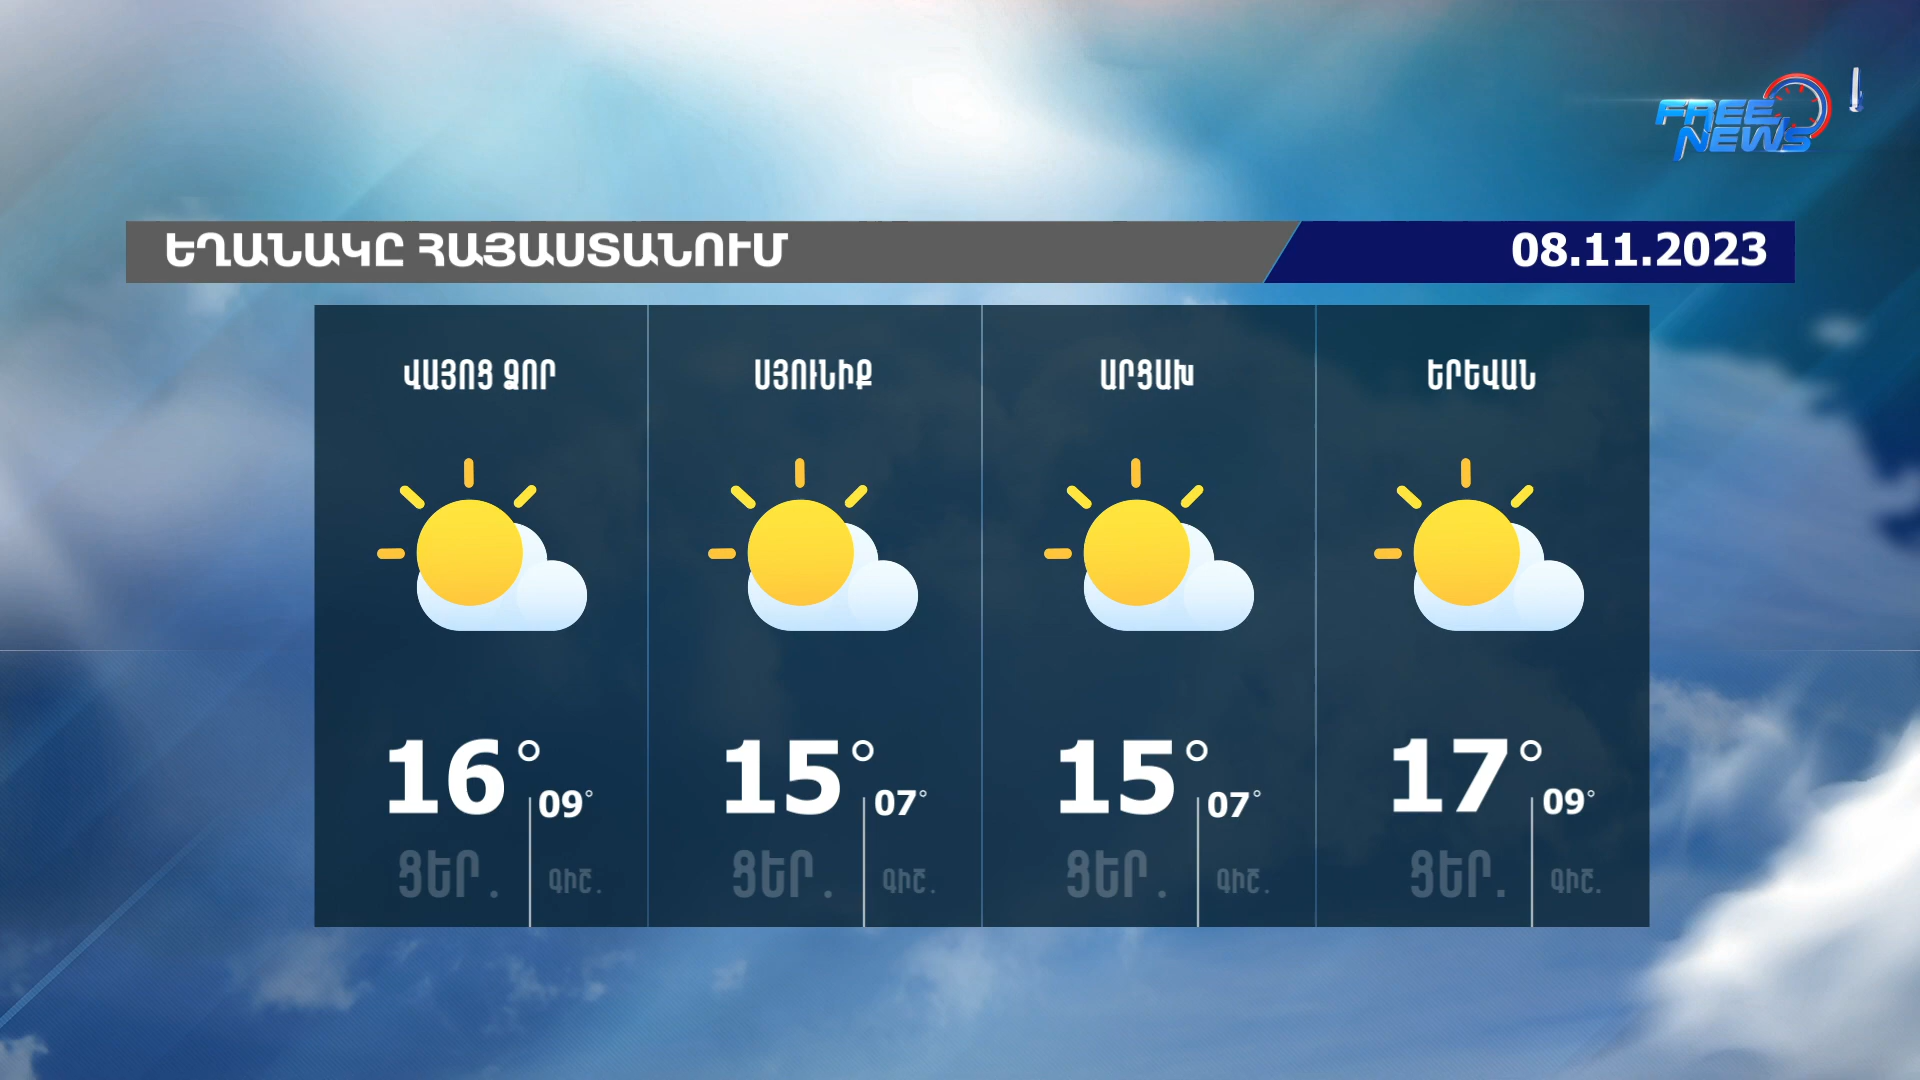 FREE
NEWS
ԵՂԱՆԱԿԸ ՀԱՅԱՍՏԱՆՈՒՄ
08.11.2023
ՎԱՅՈՑ ՁՈՐ
ՍՅՈՒՆԻՔ
ԱՐՑԱԽ
ԵՐԵՎԱՆ
16° 09°
15° 07°
15° 07°
17° 09°
ՑԵՐ. ԳԻՇ.
ՑԵՐ. ԳԻՇ.
ՑԵՐ. ԳԻՇ.
ՑԵՐ. ԳԻՇ.